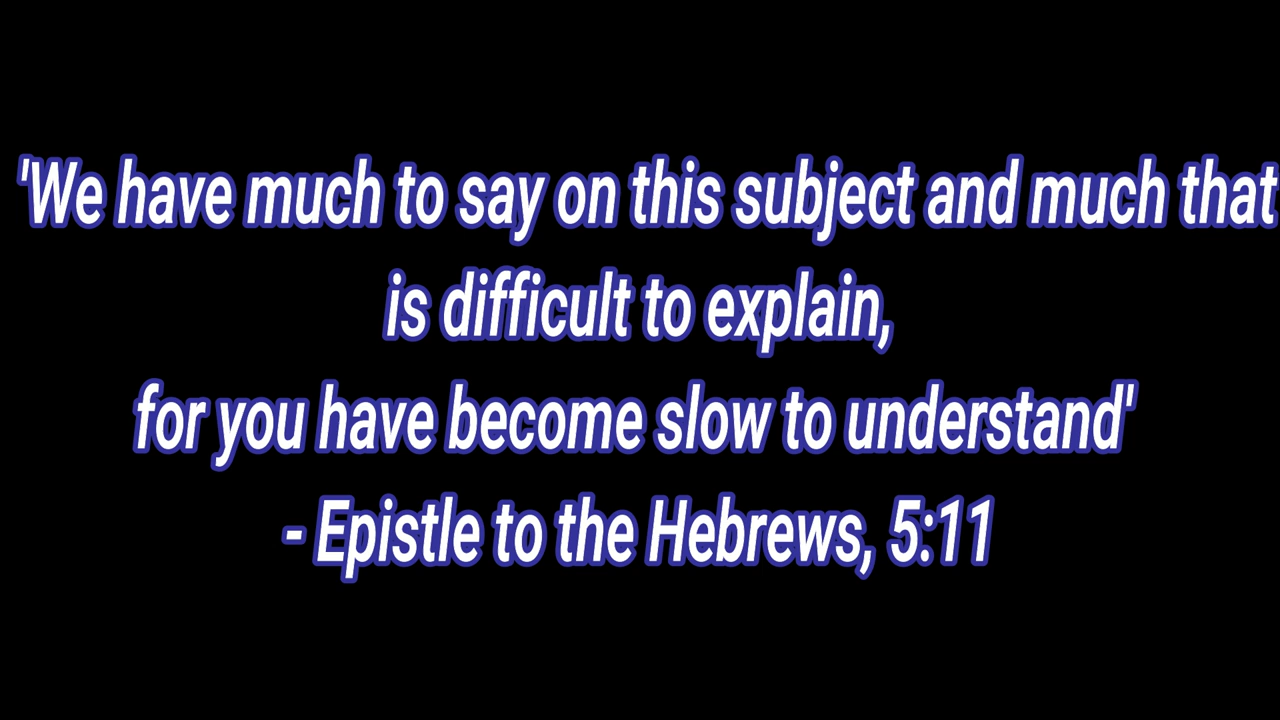 'We have much to say on this subject and much that
is difficult to explain,
for you have become slow to understand'
- Epistle to the Hebrews, 5:11